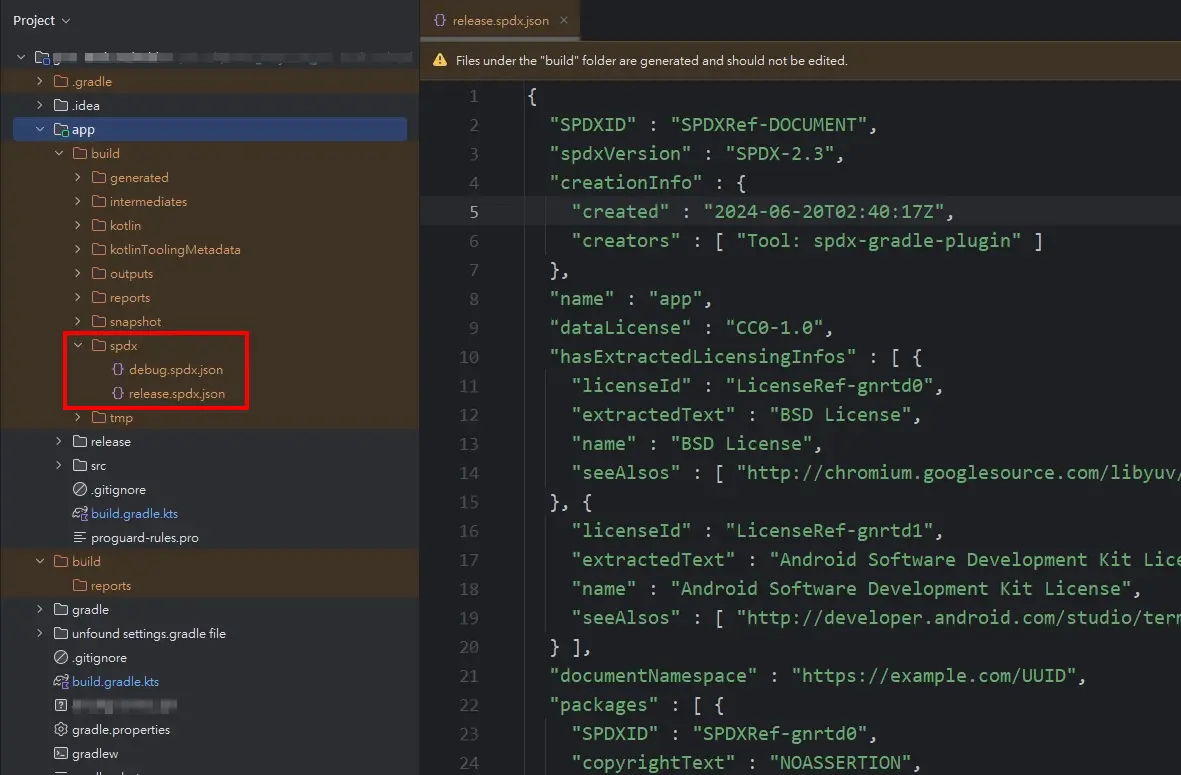 Project
.gradle
.idea
app
build
generated
intermediates
kotlin
kotlinToolingMetadata
outputs
reports
snapshot
spdx
debug.spdx.json
release.spdx.json
tmp
release
src
.gitignore
build.gradle.kts
proguard-rules.pro
build
reports
gradle
unfound settings.gradle file
.gitignore
build.gradle.kts
gradle.properties
gradlew
release.spdx.json
Files under the "build" folder are generated and should not be edited.
1 {
2 "SPDXID" : "SPDXRef-DOCUMENT",
3 "spdxVersion" : "SPDX-2.3",
4 "creationInfo" : {
5 "created" : "2024-06-20T02:40:17Z",
6 "creators" : [ "Tool: spdx-gradle-plugin" ]
7 },
8 "name" : "app",
9 "dataLicense" : "CC0-1.0",
10 "hasExtractedLicensingInfos" : [ {
11 "licenseId" : "LicenseRef-gnrtd0",
12 "extractedText" : "BSD License",
13 "name" : "BSD License",
14 "seeAlsos" : [ "http://chromium.googlesource.com/libyuv/
15 }, {
16 "licenseId" : "LicenseRef-gnrtd1",
17 "extractedText" : "Android Software Development Kit Lice
18 "name" : "Android Software Development Kit License",
19 "seeAlsos" : [ "http://developer.android.com/studio/ter
20 } ],
21 "documentNamespace" : "https://example.com/UUID",
22 "packages" : [ {
23 "SPDXID" : "SPDXRef-gnrtd0",
24 "copyrightText" : "NOASSERTION",